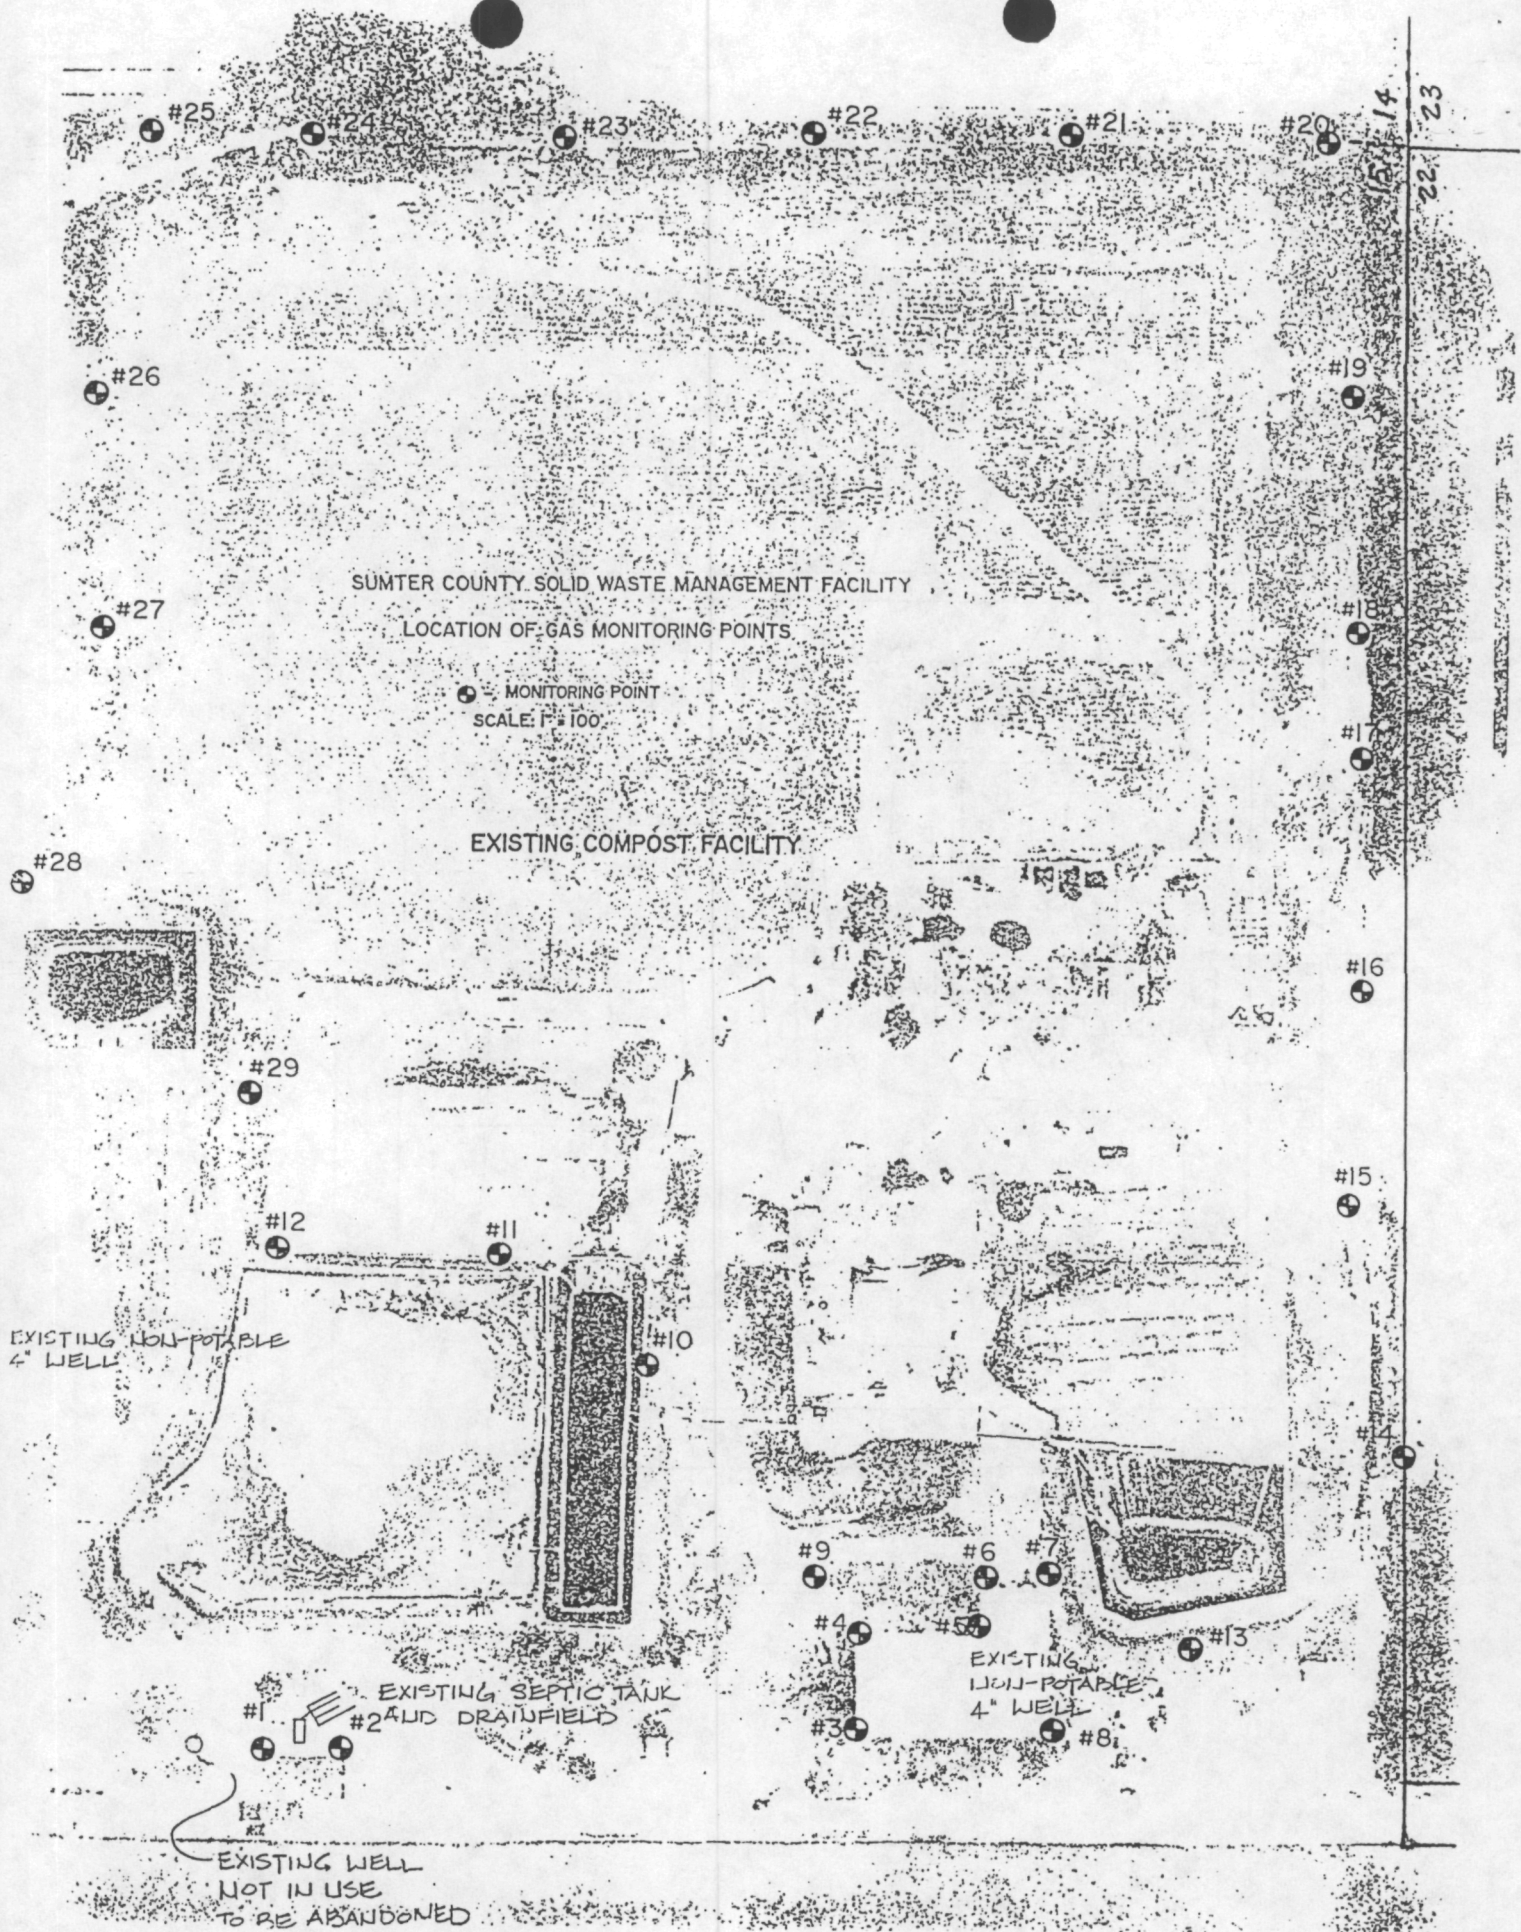 #25
#24
#23
#22
#21
#20
14
23
15
22
#26
#19
SUMTER COUNTY SOLID WASTE MANAGEMENT FACILITY
#27
#18
LOCATION OF GAS MONITORING POINTS
- MONITORING POINT
SCALE: 1" = 100'
#17
EXISTING COMPOST FACILITY
#28
#16
#29
#15
#12
#11
EXISTING NON-POTABLE
4" WELL
#10
#14
#9
#6
#7
#4
#5
#13
EXISTING
NON-POTABLE
4" WELL
EXISTING SEPTIC TANK
AND DRAINFIELD
#1
#2
#3
#8
EXISTING WELL
NOT IN USE
TO BE ABANDONED